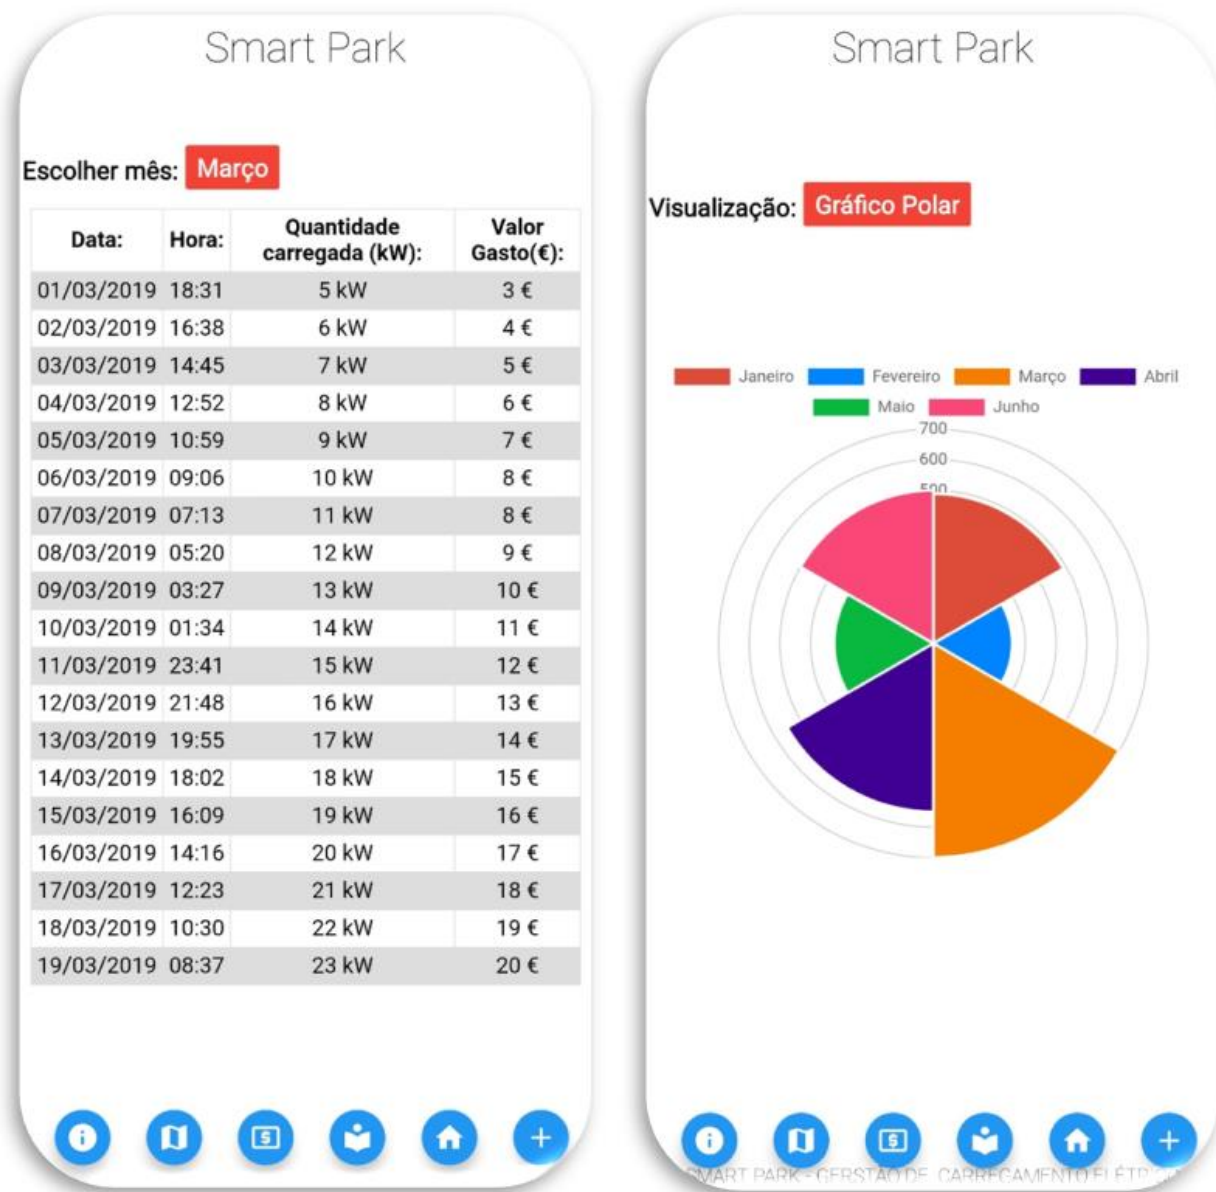 Smart Park
Escolher mês: Março
Data: Hora: Quantidade carregada (kW): Valor Gasto(€):
01/03/2019 18:31 5 kW 3 €
02/03/2019 16:38 6 kW 4 €
03/03/2019 14:45 7 kW 5 €
04/03/2019 12:52 8 kW 6 €
05/03/2019 10:59 9 kW 7 €
06/03/2019 09:06 10 kW 8 €
07/03/2019 07:13 11 kW 8 €
08/03/2019 05:20 12 kW 9 €
09/03/2019 03:27 13 kW 10 €
10/03/2019 01:34 14 kW 11 €
11/03/2019 23:41 15 kW 12 €
12/03/2019 21:48 16 kW 13 €
13/03/2019 19:55 17 kW 14 €
14/03/2019 18:02 18 kW 15 €
15/03/2019 16:09 19 kW 16 €
16/03/2019 14:16 20 kW 17 €
17/03/2019 12:23 21 kW 18 €
18/03/2019 10:30 22 kW 19 €
19/03/2019 08:37 23 kW 20 €
Smart Park
Visualização: Gráfico Polar
Janeiro Fevereiro Março Abril
Maio Junho
700
600
500
SMART PARK - GERSTÃO DE CARREGAMENTO